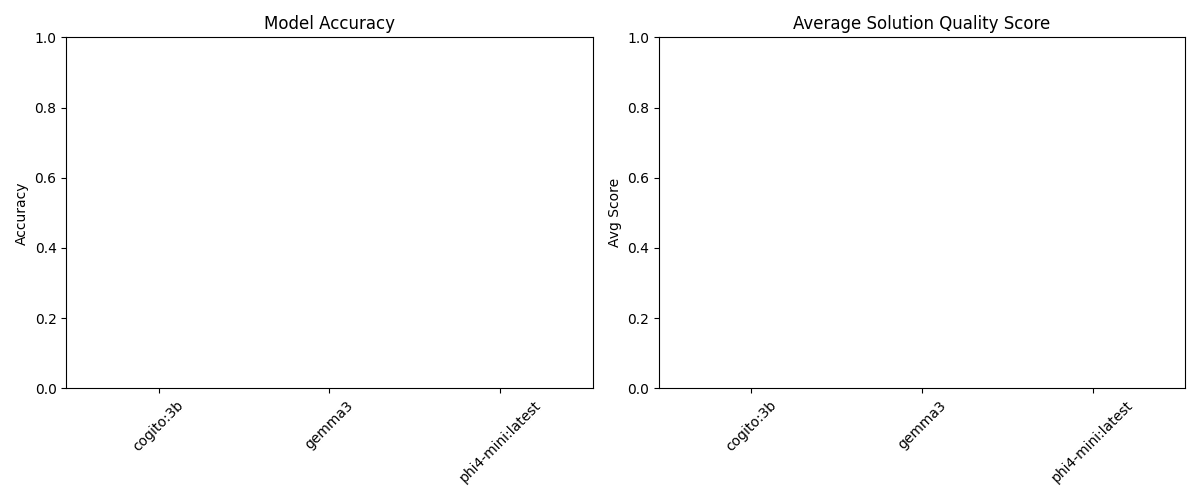 Model Accuracy
Accuracy
1.0
0.8
0.6
0.4
0.2
0.0
cogito:3b
gemma3
phi4-mini:latest
Average Solution Quality Score
Avg Score
1.0
0.8
0.6
0.4
0.2
0.0
cogito:3b
gemma3
phi4-mini:latest